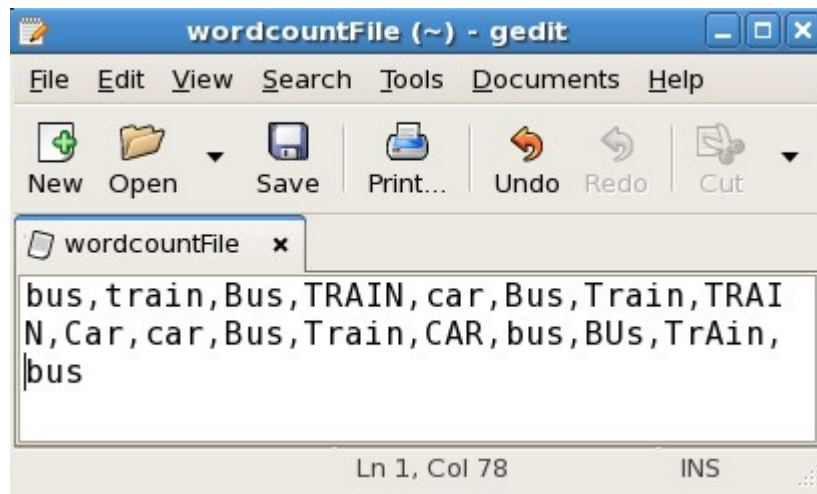 wordcountFile (~) - gedit
File Edit View Search Tools Documents Help
New Open Save Print... Undo Redo Cut
wordcountFile
bus,train,Bus,TRAIN,car,Bus,Train,TRAI
N,Car,car,Bus,Train,CAR,bus,BUs,TrAin,
bus
Ln 1, Col 78 INS